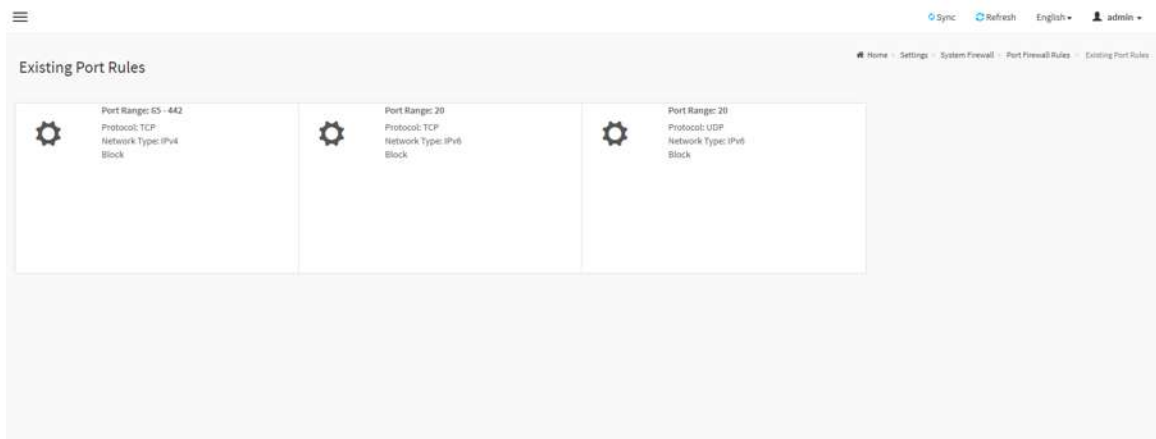 Sync Refresh English admin
Home Settings System Firewall Port Firewall Rules Existing Port Rules
Existing Port Rules
Port Range: 65 - 442
Protocol: TCP
Network Type: IPv4
Block
Port Range: 20
Protocol: TCP
Network Type: IPv6
Block
Port Range: 20
Protocol: UDP
Network Type: IPv6
Block